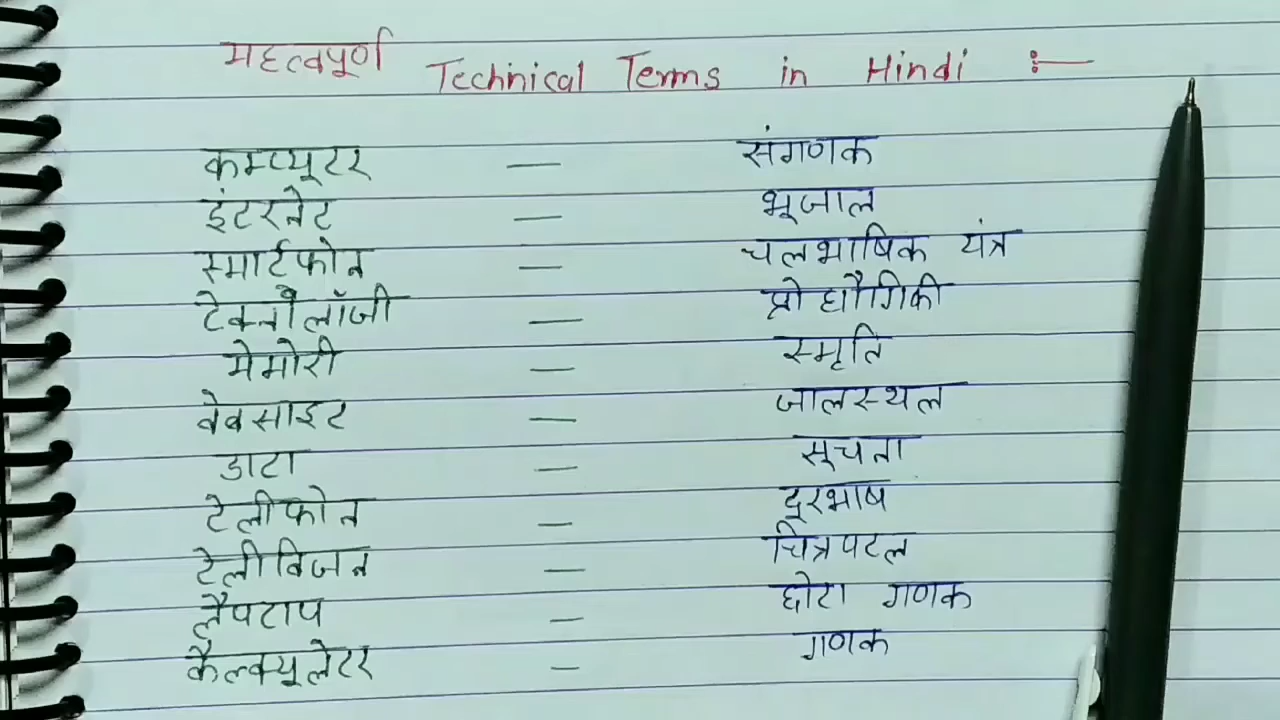 महत्वपूर्ण Technical Terms in Hindi :—
कम्प्यूटर — संगणक
इंटरनेट — भूजाल
स्मार्टफोन — चलभाषिक यंत्र
टेक्नौलॉजी — प्रोद्यौगिकी
मेमोरी — स्मृति
वेबसाइट — जालस्थल
डाटा — सूचना
टेलीफोन — दूरभाष
टेलीविजन — चित्रपटल
लैपटाप — छोटा गणक
कैल्क्यूलेटर — गणक